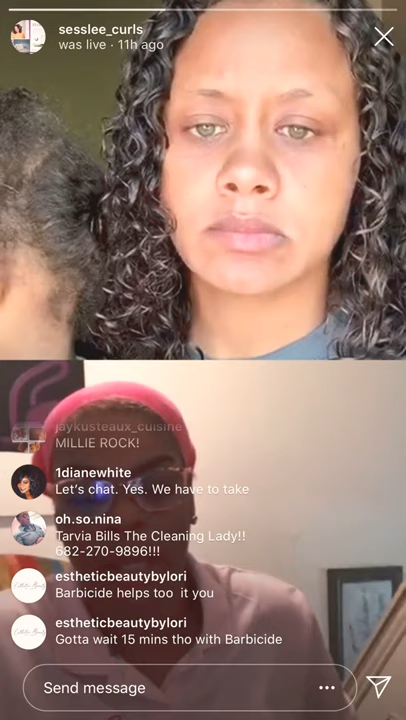 sesslee_curls
was live · 11h ago
jaykusteaux_cuisine
MILLIE ROCK!
1dianewhite
Let's chat. Yes. We have to take
oh.so.nina
Tarvia Bills The Cleaning Lady!!
682-270-9896!!!
estheticbeautybylori
Barbicide helps too  it you
estheticbeautybylori
Gotta wait 15 mins tho with Barbicide
Send message